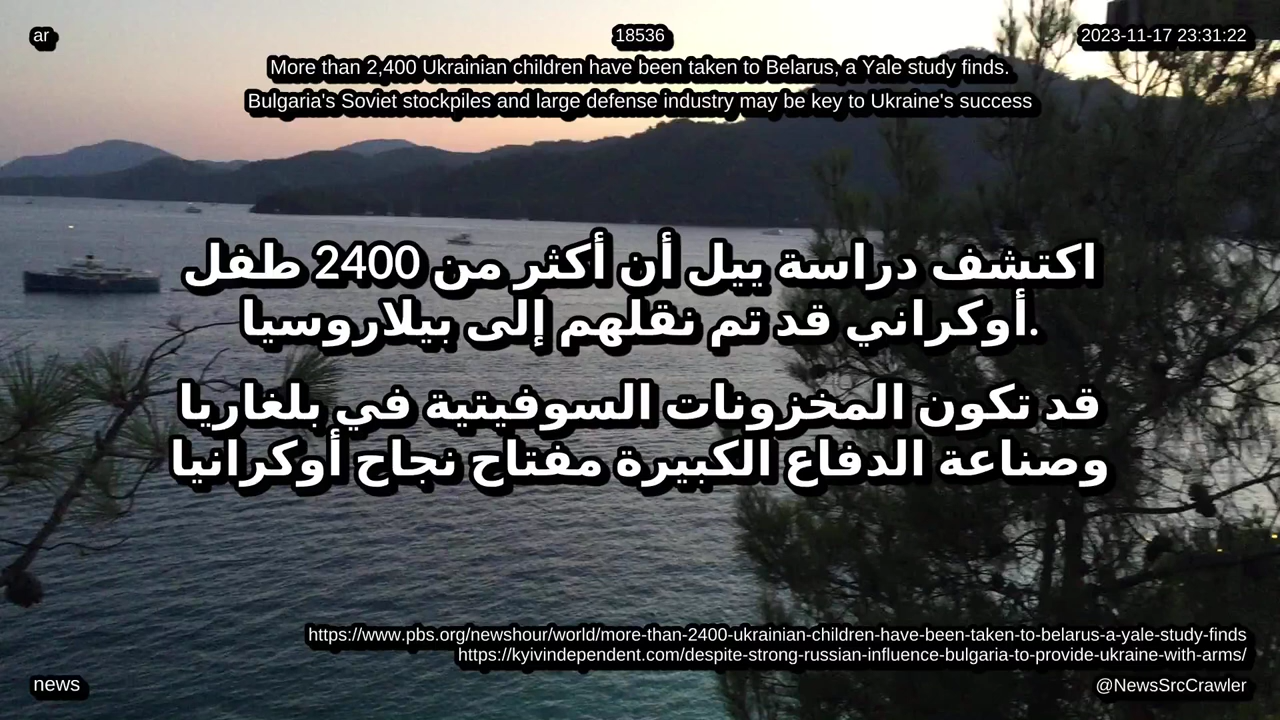 ar
18536
2023-11-17 23:31:22
More than 2,400 Ukrainian children have been taken to Belarus, a Yale study finds.
Bulgaria's Soviet stockpiles and large defense industry may be key to Ukraine's success
اكتشف دراسة ييل أن أكثر من 2400 طفل
أوكراني قد تم نقلهم إلى بيلاروسيا.
قد تكون المخزونات السوفيتية في بلغاريا
وصناعة الدفاع الكبيرة مفتاح نجاح أوكرانيا
https://www.pbs.org/newshour/world/more-than-2400-ukrainian-children-have-been-taken-to-belarus-a-yale-study-finds
https://kyivindependent.com/despite-strong-russian-influence-bulgaria-to-provide-ukraine-with-arms/
news
@NewsSrcCrawler